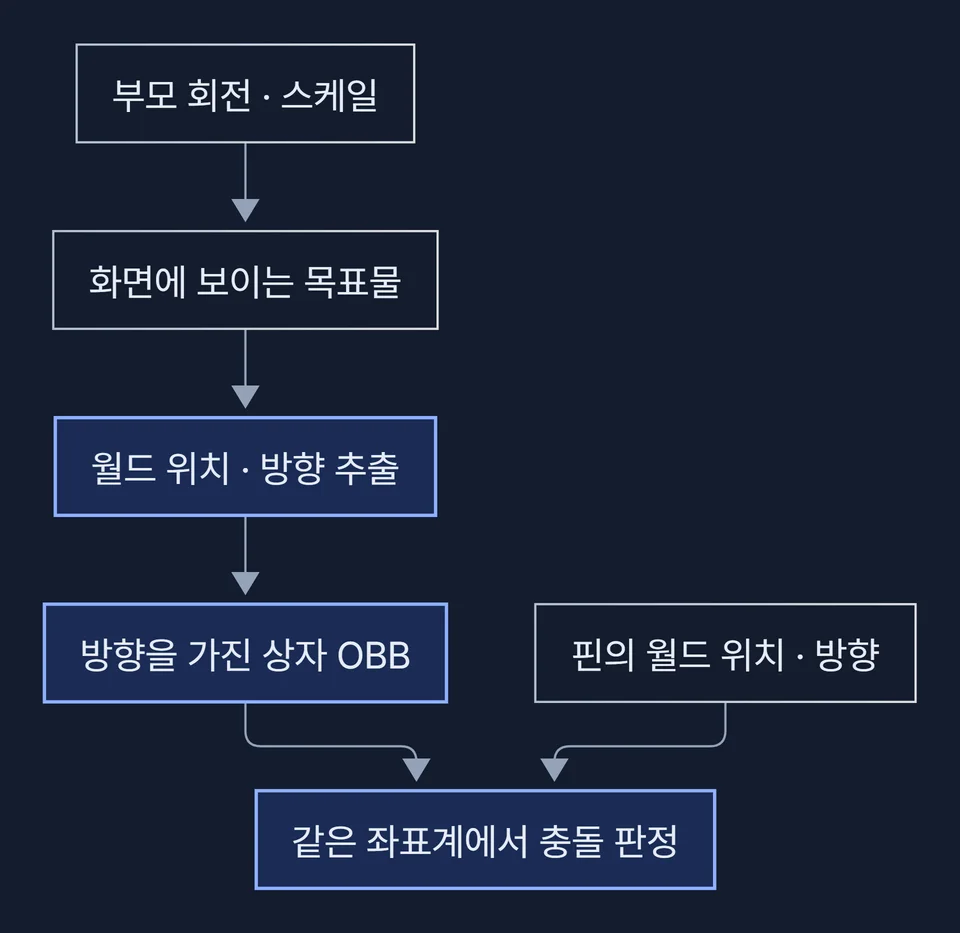 부모 회전 · 스케일
화면에 보이는 목표물
월드 위치 · 방향 추출
방향을 가진 상자 OBB
핀의 월드 위치 · 방향
같은 좌표계에서 충돌 판정